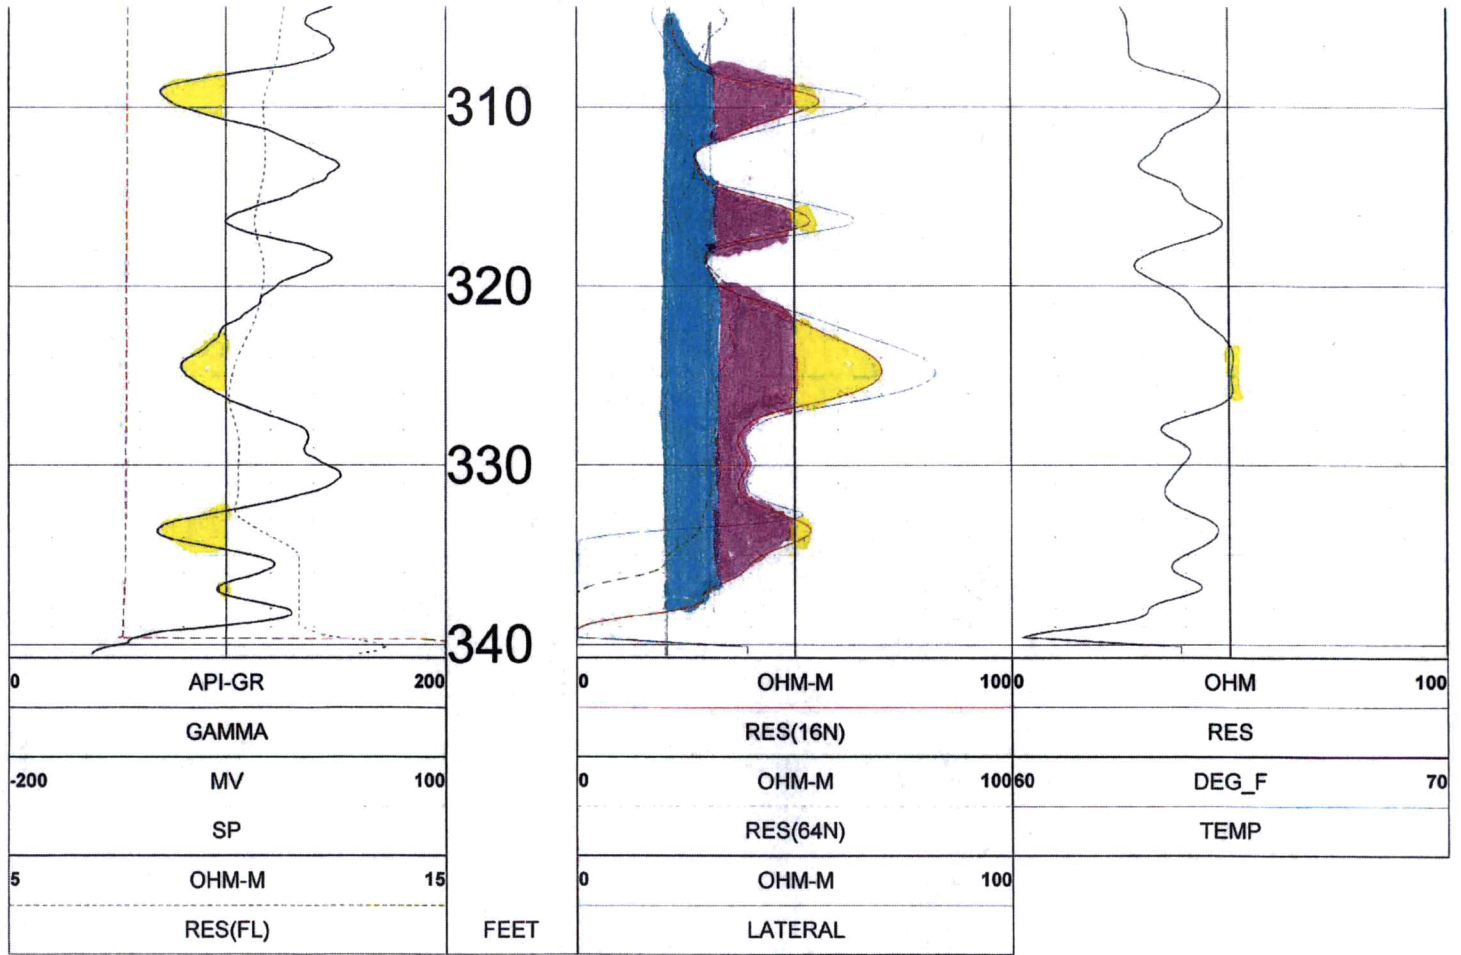 310
320
330
340
0 API-GR 200 0 OHM-M 100 0 OHM 100
GAMMA RES(16N) RES
-200 MV 100 0 OHM-M 100 60 DEG_F 70
SP RES(64N) TEMP
5 OHM-M 15 0 OHM-M 100
RES(FL) FEET LATERAL